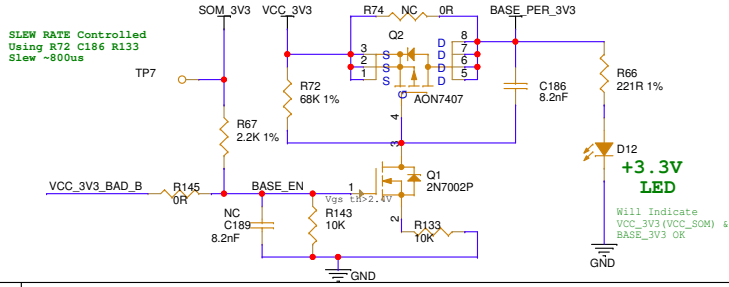 SOM_3V3
VCC_3V3
R74
NC
0R
BASE_PER_3V3
SLEW RATE Controlled
Using R72 C186 R133
Slew ~800us
Q2
3
2
1
S
S
S
D
D
D
D
8
7
6
5
G
4
AON7407
TP7
R72
68K 1%
C186
8.2nF
R66
221R 1%
R67
2.2K 1%
3
D12
+3.3V
LED
Q1
2N7002P
VCC_3V3_BAD_B
R145
0R
BASE_EN
1
Vgs th>2.4V
2
NC
C189
8.2nF
R143
10K
R133
10K
Will Indicate
VCC_3V3(VCC_SOM) &
BASE_3V3 OK
GND
GND